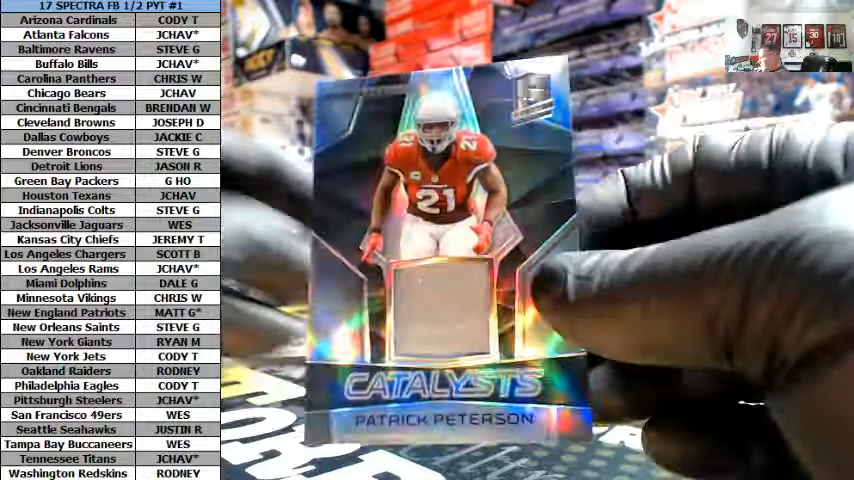 17 SPECTRA FB 1/2 PYT #1
Arizona Cardinals CODY T
Atlanta Falcons JCHAV*
Baltimore Ravens STEVE G
Buffalo Bills JCHAV*
Carolina Panthers CHRIS W
Chicago Bears JCHAV
Cincinnati Bengals BRENDAN W
Cleveland Browns JOSEPH D
Dallas Cowboys JACKIE C
Denver Broncos STEVE G
Detroit Lions JASON R
Green Bay Packers G HO
Houston Texans JCHAV
Indianapolis Colts STEVE G
Jacksonville Jaguars WES
Kansas City Chiefs JEREMY T
Los Angeles Chargers SCOTT B
Los Angeles Rams JCHAV*
Miami Dolphins DALE G
Minnesota Vikings CHRIS W
New England Patriots MATT G*
New Orleans Saints STEVE G
New York Giants RYAN M
New York Jets CODY T
Oakland Raiders RODNEY
Philadelphia Eagles CODY T
Pittsburgh Steelers JCHAV*
San Francisco 49ers WES
Seattle Seahawks JUSTIN R
Tampa Bay Buccaneers WES
Tennessee Titans JCHAV*
Washington Redskins RODNEY
21
21
CATALYSTS
PATRICK PETERSON
27
15
30